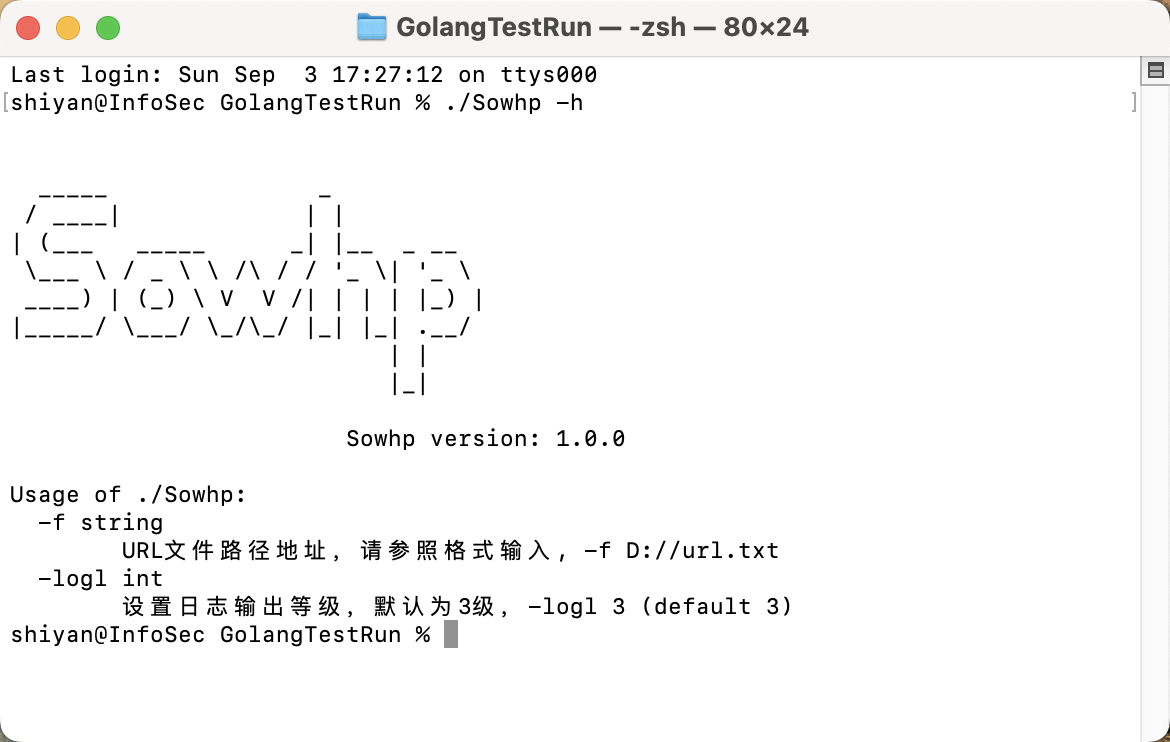 GolangTestRun — -zsh — 80×24
Last login: Sun Sep  3 17:27:12 on ttys000
[shiyan@InfoSec GolangTestRun % ./Sowhp -h ]
  _____               _
 / ____|             | |
| (___   _____      _| |__  _ __
 \___ \ / _ \ \ /\ / / '_ \| '_ \
 ____) | (_) \ V  V /| | | | |_) |
|_____/ \___/ \_/\_/ |_| |_| .__/
                           | |
                           |_|
Sowhp version: 1.0.0
Usage of ./Sowhp:
  -f string
        URL文件路径地址, 请参照格式输入, -f D://url.txt
  -logl int
        设置日志输出等级, 默认为3级, -logl 3 (default 3)
shiyan@InfoSec GolangTestRun %